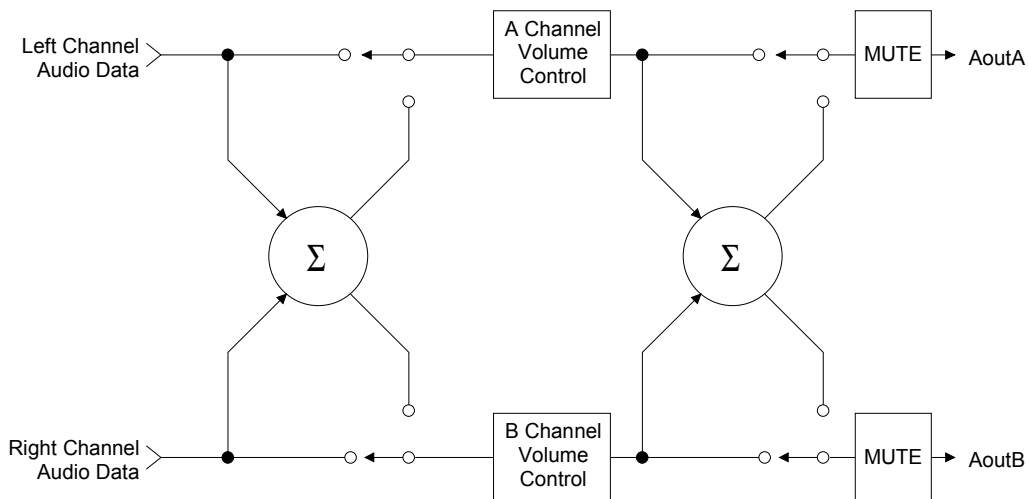 Left Channel
Audio Data
A Channel
Volume
Control
MUTE
AoutA
Σ
Σ
Right Channel
Audio Data
B Channel
Volume
Control
MUTE
AoutB